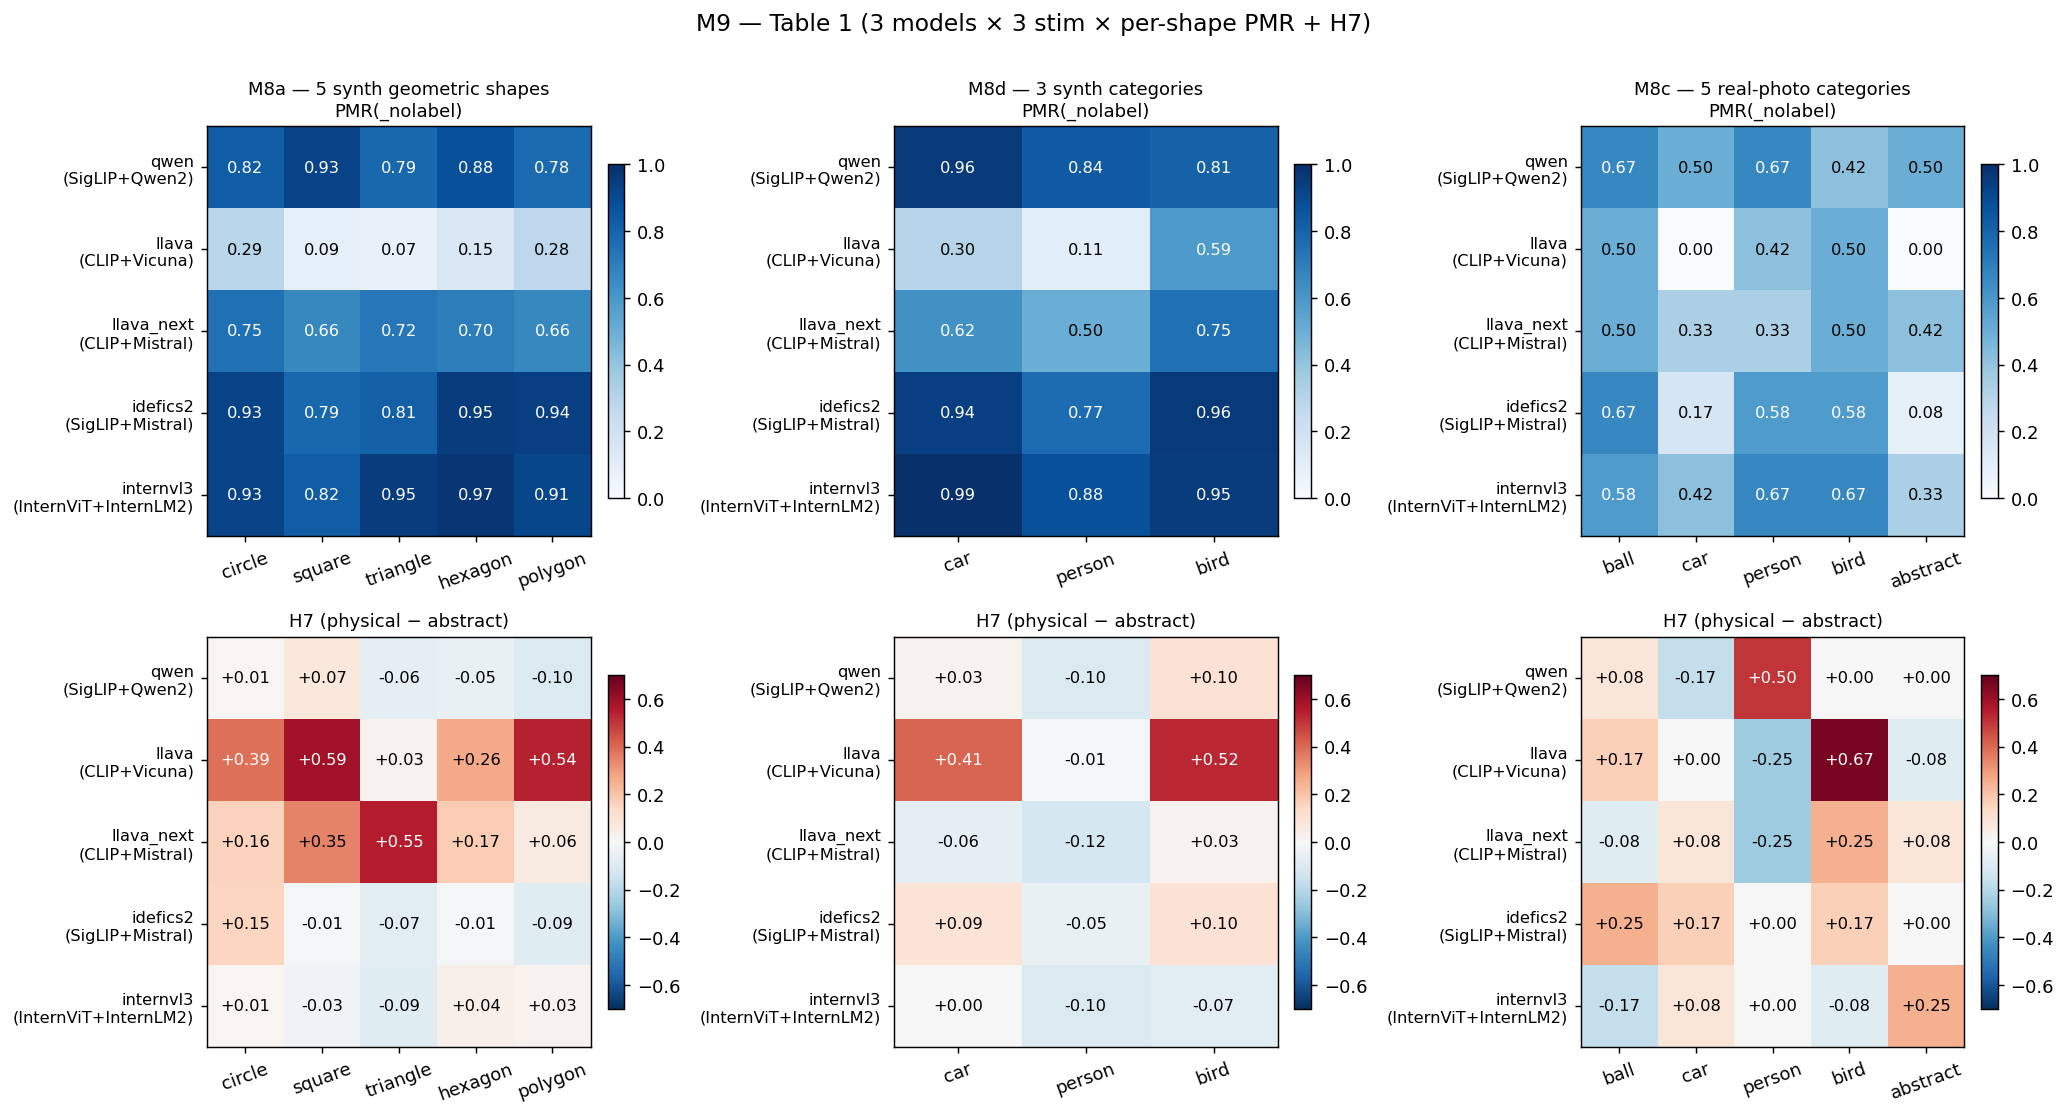 M9 — Table 1 (3 models × 3 stim × per-shape PMR + H7)
M8a — 5 synth geometric shapes
PMR(_nolabel)
qwen
(SigLIP+Qwen2)
0.82 0.93 0.79 0.88 0.78
llava
(CLIP+Vicuna)
0.29 0.09 0.07 0.15 0.28
llava_next
(CLIP+Mistral)
0.75 0.66 0.72 0.70 0.66
idefics2
(SigLIP+Mistral)
0.93 0.79 0.81 0.95 0.94
internvl3
(InternViT+InternLM2)
0.93 0.82 0.95 0.97 0.91
circle square triangle hexagon polygon
1.0
0.8
0.6
0.4
0.2
0.0
M8d — 3 synth categories
PMR(_nolabel)
qwen
(SigLIP+Qwen2)
0.96 0.84 0.81
llava
(CLIP+Vicuna)
0.30 0.11 0.59
llava_next
(CLIP+Mistral)
0.62 0.50 0.75
idefics2
(SigLIP+Mistral)
0.94 0.77 0.96
internvl3
(InternViT+InternLM2)
0.99 0.88 0.95
car person bird
1.0
0.8
0.6
0.4
0.2
0.0
M8c — 5 real-photo categories
PMR(_nolabel)
qwen
(SigLIP+Qwen2)
0.67 0.50 0.67 0.42 0.50
llava
(CLIP+Vicuna)
0.50 0.00 0.42 0.50 0.00
llava_next
(CLIP+Mistral)
0.50 0.33 0.33 0.50 0.42
idefics2
(SigLIP+Mistral)
0.67 0.17 0.58 0.58 0.08
internvl3
(InternViT+InternLM2)
0.58 0.42 0.67 0.67 0.33
ball car person bird abstract
1.0
0.8
0.6
0.4
0.2
0.0
H7 (physical − abstract)
qwen
(SigLIP+Qwen2)
+0.01 +0.07 -0.06 -0.05 -0.10
llava
(CLIP+Vicuna)
+0.39 +0.59 +0.03 +0.26 +0.54
llava_next
(CLIP+Mistral)
+0.16 +0.35 +0.55 +0.17 +0.06
idefics2
(SigLIP+Mistral)
+0.15 -0.01 -0.07 -0.01 -0.09
internvl3
(InternViT+InternLM2)
+0.01 -0.03 -0.09 +0.04 +0.03
circle square triangle hexagon polygon
0.6
0.4
0.2
0.0
−0.2
−0.4
−0.6
H7 (physical − abstract)
qwen
(SigLIP+Qwen2)
+0.03 -0.10 +0.10
llava
(CLIP+Vicuna)
+0.41 -0.01 +0.52
llava_next
(CLIP+Mistral)
-0.06 -0.12 +0.03
idefics2
(SigLIP+Mistral)
+0.09 -0.05 +0.10
internvl3
(InternViT+InternLM2)
+0.00 -0.10 -0.07
car person bird
0.6
0.4
0.2
0.0
−0.2
−0.4
−0.6
H7 (physical − abstract)
qwen
(SigLIP+Qwen2)
+0.08 -0.17 +0.50 +0.00 +0.00
llava
(CLIP+Vicuna)
+0.17 +0.00 -0.25 +0.67 -0.08
llava_next
(CLIP+Mistral)
-0.08 +0.08 -0.25 +0.25 +0.08
idefics2
(SigLIP+Mistral)
+0.25 +0.17 +0.00 +0.17 +0.00
internvl3
(InternViT+InternLM2)
-0.17 +0.08 +0.00 -0.08 +0.25
ball car person bird abstract
0.6
0.4
0.2
0.0
−0.2
−0.4
−0.6